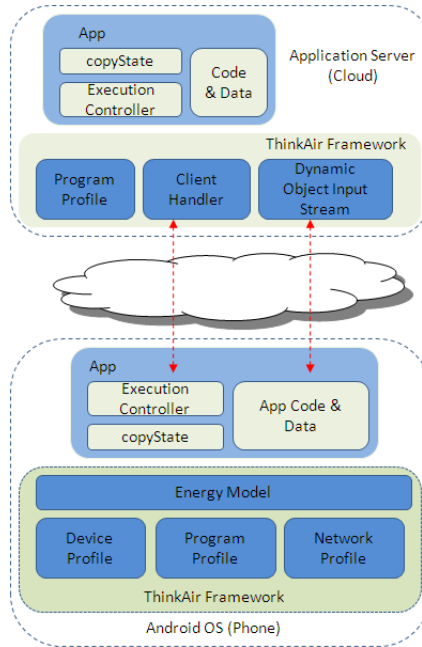 App
copyState
Execution
Controller
Code
& Data
Application Server
(Cloud)
ThinkAir Framework
Program
Profile
Client
Handler
Dynamic
Object Input
Stream
App
Execution
Controller
copyState
App Code &
Data
Energy Model
Device
Profile
Program
Profile
Network
Profile
ThinkAir Framework
Android OS (Phone)